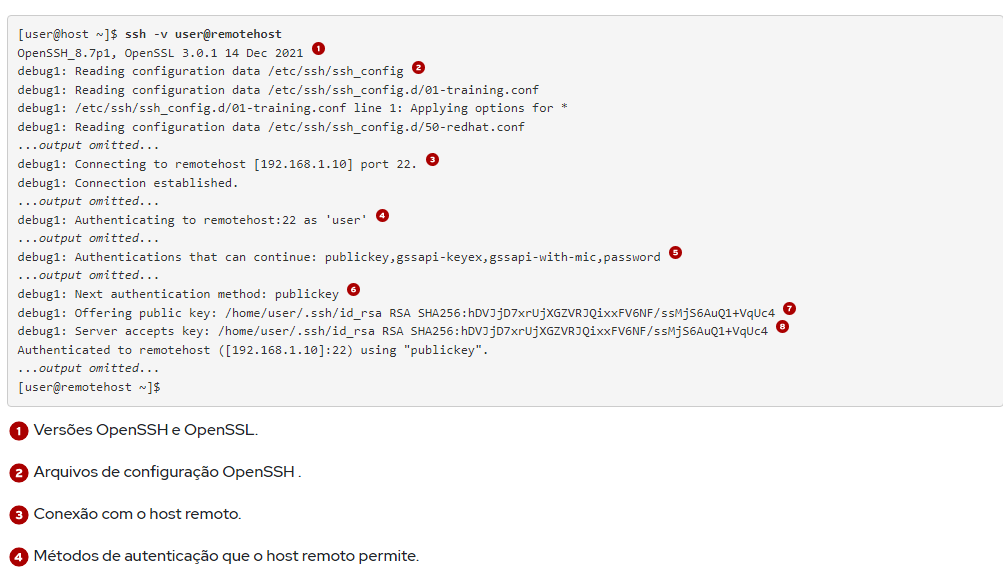 [user@host ~]$ ssh -v user@remotehost
OpenSSH_8.7p1, OpenSSL 3.0.1 14 Dec 2021 1
debug1: Reading configuration data /etc/ssh/ssh_config 2
debug1: Reading configuration data /etc/ssh/ssh_config.d/01-training.conf
debug1: /etc/ssh/ssh_config.d/01-training.conf line 1: Applying options for *
debug1: Reading configuration data /etc/ssh/ssh_config.d/50-redhat.conf
...output omitted...
debug1: Connecting to remotehost [192.168.1.10] port 22. 3
debug1: Connection established.
...output omitted...
debug1: Authenticating to remotehost:22 as 'user' 4
...output omitted...
debug1: Authentications that can continue: publickey,gssapi-keyex,gssapi-with-mic,password 5
...output omitted...
debug1: Next authentication method: publickey 6
debug1: Offering public key: /home/user/.ssh/id_rsa RSA SHA256:hDVJjD7xrUjXGZVRJQixxFV6NF/ssMjS6AuQ1+VqUc4 7
debug1: Server accepts key: /home/user/.ssh/id_rsa RSA SHA256:hDVJjD7xrUjXGZVRJQixxFV6NF/ssMjS6AuQ1+VqUc4 8
Authenticated to remotehost ([192.168.1.10]:22) using "publickey".
...output omitted...
[user@remotehost ~]$
1 Versões OpenSSH e OpenSSL.
2 Arquivos de configuração OpenSSH .
3 Conexão com o host remoto.
4 Métodos de autenticação que o host remoto permite.